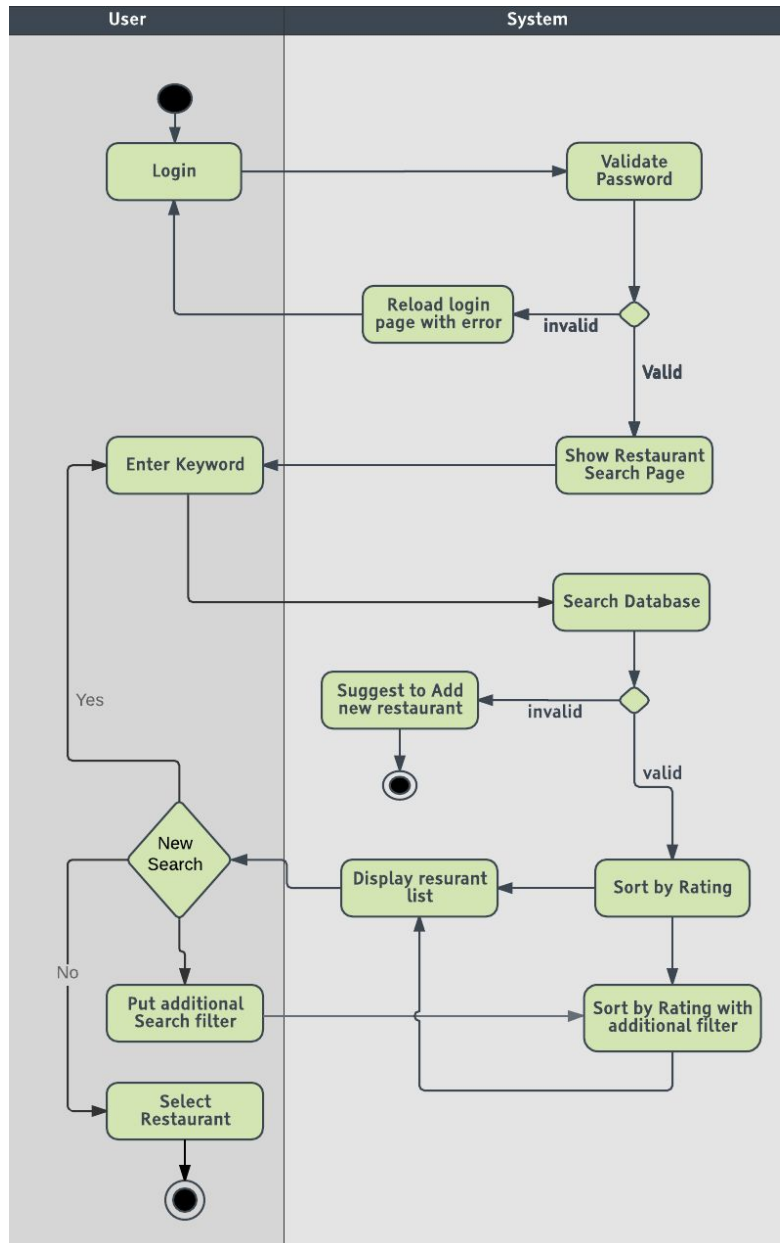 User
System
Login
Validate
Password
Reload login
page with error
invalid
Valid
Enter Keyword
Show Restaurant
Search Page
Search Database
Suggest to Add
new restaurant
invalid
Yes
valid
New
Search
Display resurant
list
Sort by Rating
No
Put additional
Search filter
Sort by Rating with
additional filter
Select
Restaurant